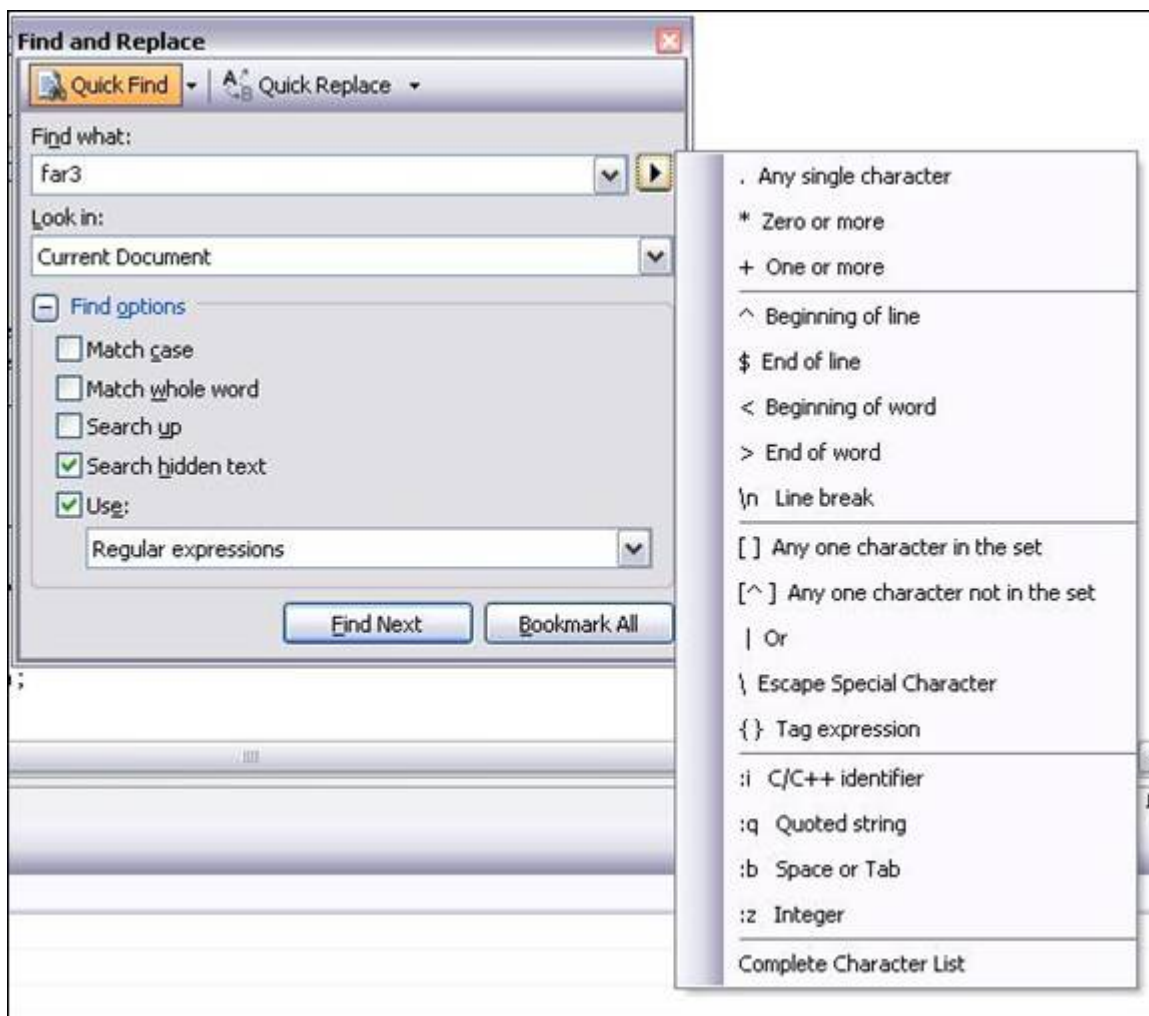 Find and Replace
Quick Find
Quick Replace
Find what:
far3
Look in:
Current Document
Find options
Match case
Match whole word
Search up
Search hidden text
Use:
Regular expressions
Find Next
Bookmark All
;
. Any single character
* Zero or more
+ One or more
^ Beginning of line
$ End of line
< Beginning of word
> End of word
\n Line break
[ ] Any one character in the set
[^ ] Any one character not in the set
| Or
\ Escape Special Character
{ } Tag expression
:i C/C++ identifier
:q Quoted string
:b Space or Tab
:z Integer
Complete Character List